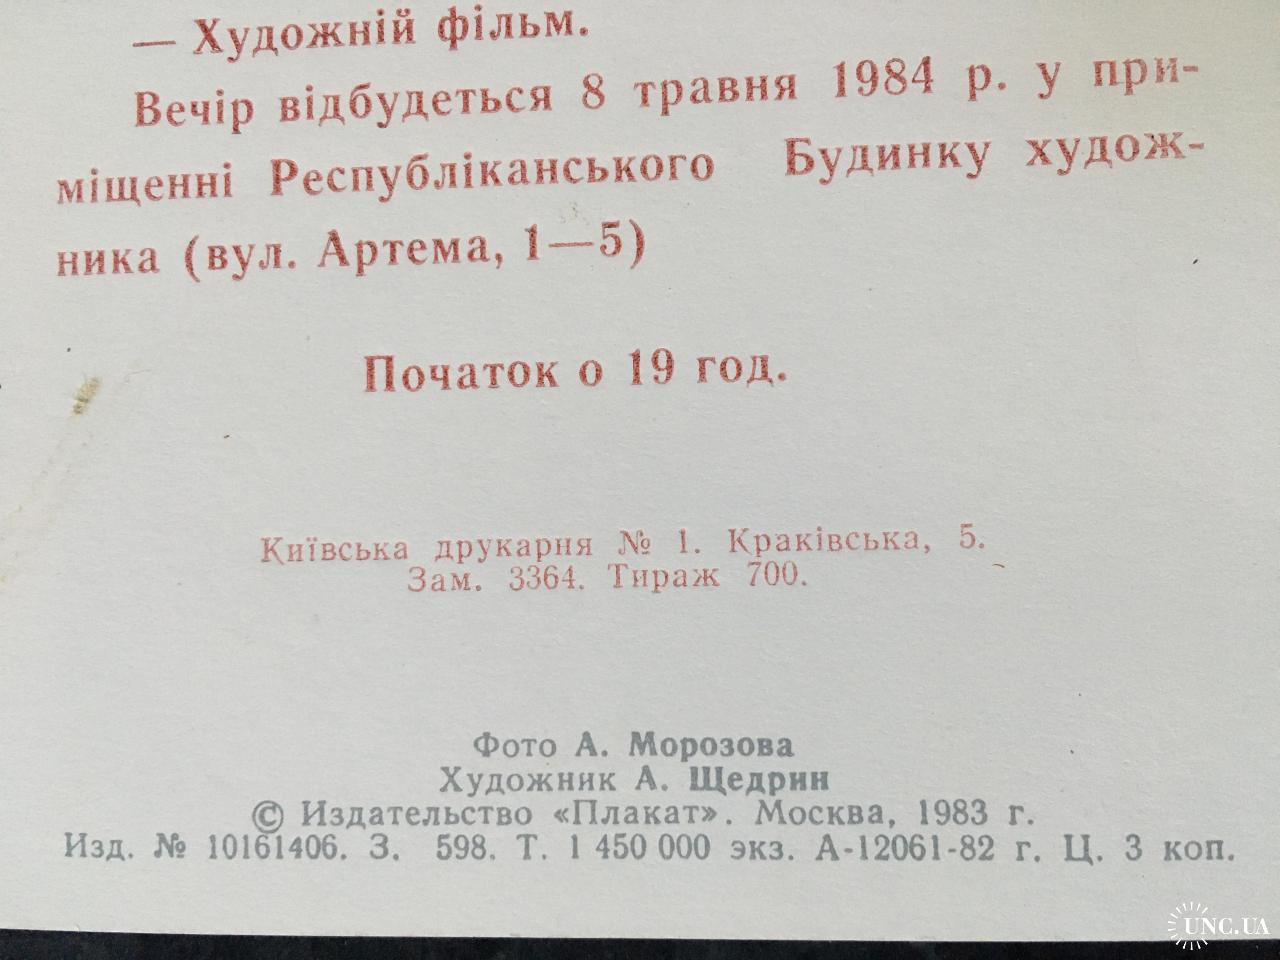 — Художній фільм.
Вечір відбудеться 8 травня 1984 р. у при-
міщенні Республіканського Будинку худож-
ника (вул. Артема, 1—5)
Початок о 19 год.
Київська друкарня № 1. Краківська, 5.
Зам. 3364. Тираж 700.
Фото А. Морозова
Художник А. Щедрин
© Издательство «Плакат». Москва, 1983 г.
Изд. № 10161406. З. 598. Т. 1 450 000 экз. А-12061-82 г. Ц. 3 коп.
UNC.UA